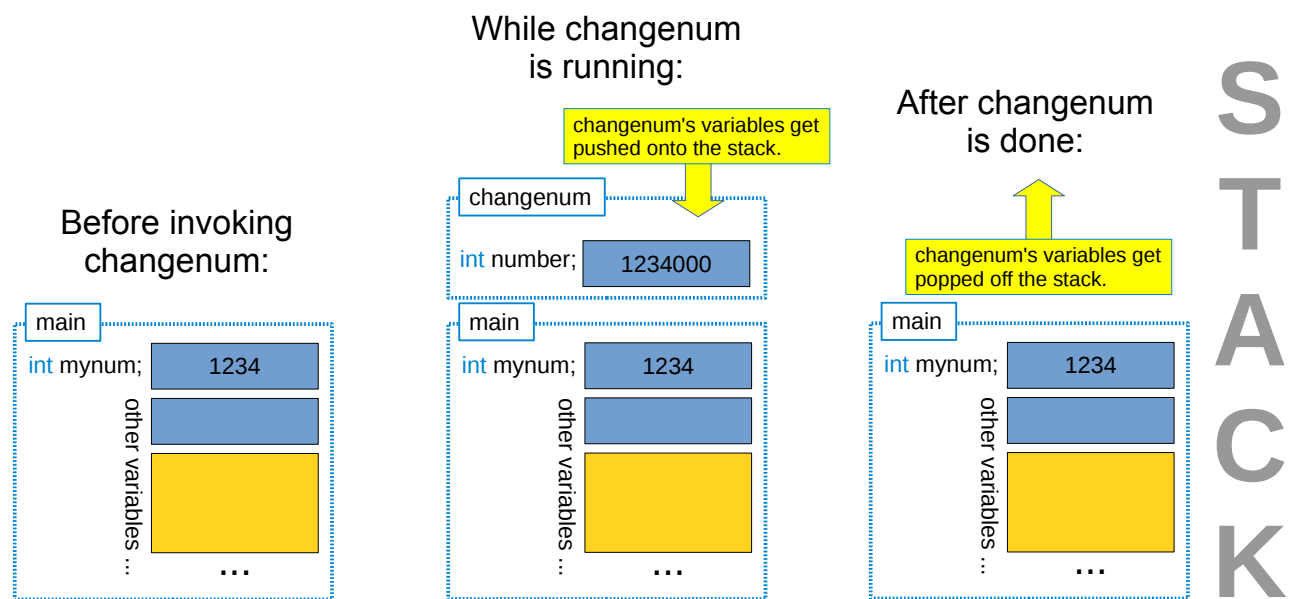 Before invoking
changenum:
main
int mynum;
1234
other variables ...
...
While changenum
is running:
changenum's variables get
pushed onto the stack.
changenum
int number;
1234000
main
int mynum;
1234
other variables ...
...
After changenum
is done:
changenum's variables get
popped off the stack.
main
int mynum;
1234
other variables ...
...
STACK